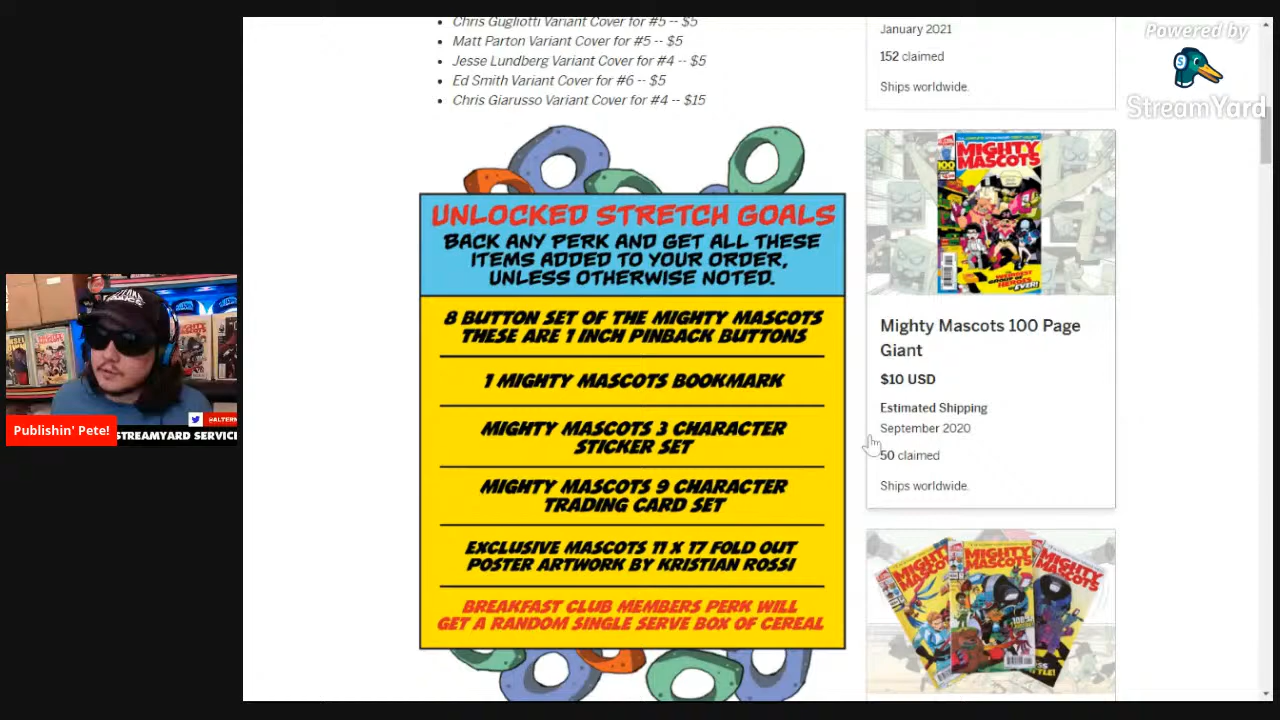 Chris Gugliotti Variant Cover for #5 -- $5
Matt Parton Variant Cover for #5 -- $5
Jesse Lundberg Variant Cover for #4 -- $5
Ed Smith Variant Cover for #6 -- $5
Chris Giarusso Variant Cover for #4 -- $15
UNLOCKED STRETCH GOALS
BACK ANY PERK AND GET ALL THESE
ITEMS ADDED TO YOUR ORDER,
UNLESS OTHERWISE NOTED.
8 BUTTON SET OF THE MIGHTY MASCOTS
THESE ARE 1 INCH PINBACK BUTTONS
1 MIGHTY MASCOTS BOOKMARK
MIGHTY MASCOTS 3 CHARACTER
STICKER SET
MIGHTY MASCOTS 9 CHARACTER
TRADING CARD SET
EXCLUSIVE MASCOTS 11 X 17 FOLD OUT
POSTER ARTWORK BY KRISTIAN ROSSI
BREAKFAST CLUB MEMBERS PERK WILL
GET A RANDOM SINGLE SERVE BOX OF CEREAL
January 2021
152 claimed
Ships worldwide.
MIGHTY
MASCOTS
100
Mighty Mascots 100 Page
Giant
$10 USD
Estimated Shipping
September 2020
50 claimed
Ships worldwide.
MIGHTY
MASCOTS
MIGHTY
MASCOTS
MIGHTY
MASCOTS
Powered by
StreamYard
Publishin' Pete!
@ALTERN
STREAMYARD SERVIC